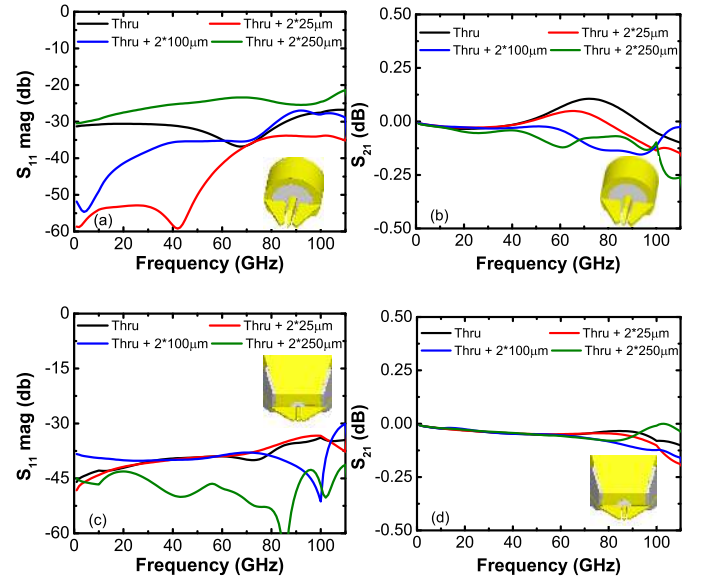 Thru
Thru + 2*25μm
Thru + 2*100μm
Thru + 2*250μm
0
-10
-20
-30
-40
-50
-60
S11 mag (db)
(a)
0 20 40 60 80 100
Frequency (GHz)
Thru
Thru + 2*25μm
Thru + 2*100μm
Thru + 2*250μm
0.50
0.25
0.00
-0.25
-0.50
S21 (dB)
(b)
0 20 40 60 80 100
Frequency (GHz)
Thru
Thru + 2*25μm
Thru + 2*100μm
Thru + 2*250μm
0
-15
-30
-45
-60
S11 mag (db)
(c)
0 20 40 60 80 100
Frequency (GHz)
Thru
Thru + 2*25μm
Thru + 2*100μm
Thru + 2*250μm
0.50
0.25
0.00
-0.25
-0.50
S21 (dB)
(d)
0 20 40 60 80 100
Frequency (GHz)